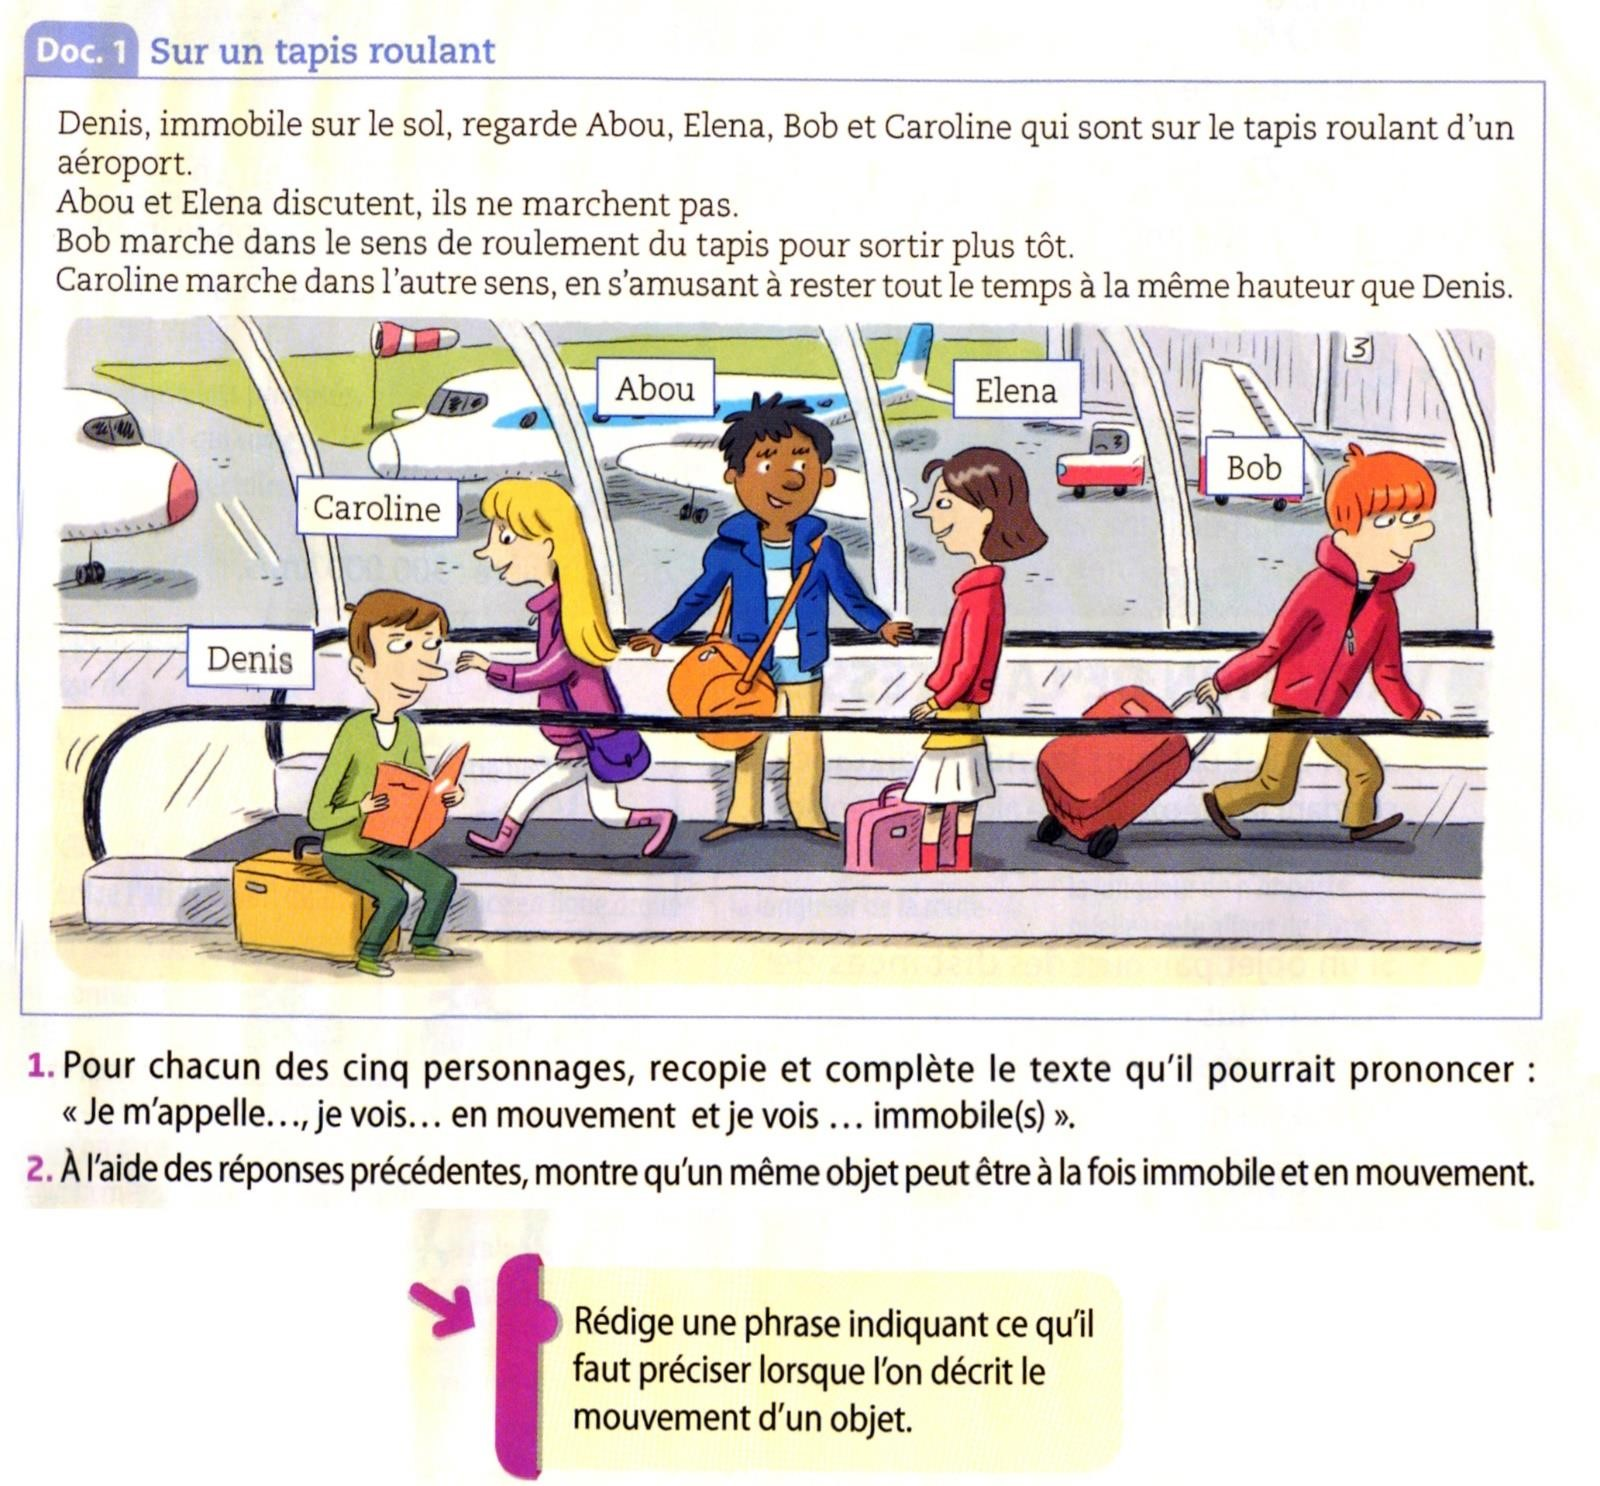 Doc. 1 Sur un tapis roulant
Denis, immobile sur le sol, regarde Abou, Elena, Bob et Caroline qui sont sur le tapis roulant d’un
aéroport.
Abou et Elena discutent, ils ne marchent pas.
Bob marche dans le sens de roulement du tapis pour sortir plus tôt.
Caroline marche dans l’autre sens, en s’amusant à rester tout le temps à la même hauteur que Denis.
3
Abou
Elena
Bob
Caroline
Denis
1. Pour chacun des cinq personnages, recopie et complète le texte qu’il pourrait prononcer :
« Je m’appelle…, je vois… en mouvement et je vois … immobile(s) ».
2. À l’aide des réponses précédentes, montre qu’un même objet peut être à la fois immobile et en mouvement.
Rédige une phrase indiquant ce qu’il
faut préciser lorsque l’on décrit le
mouvement d’un objet.